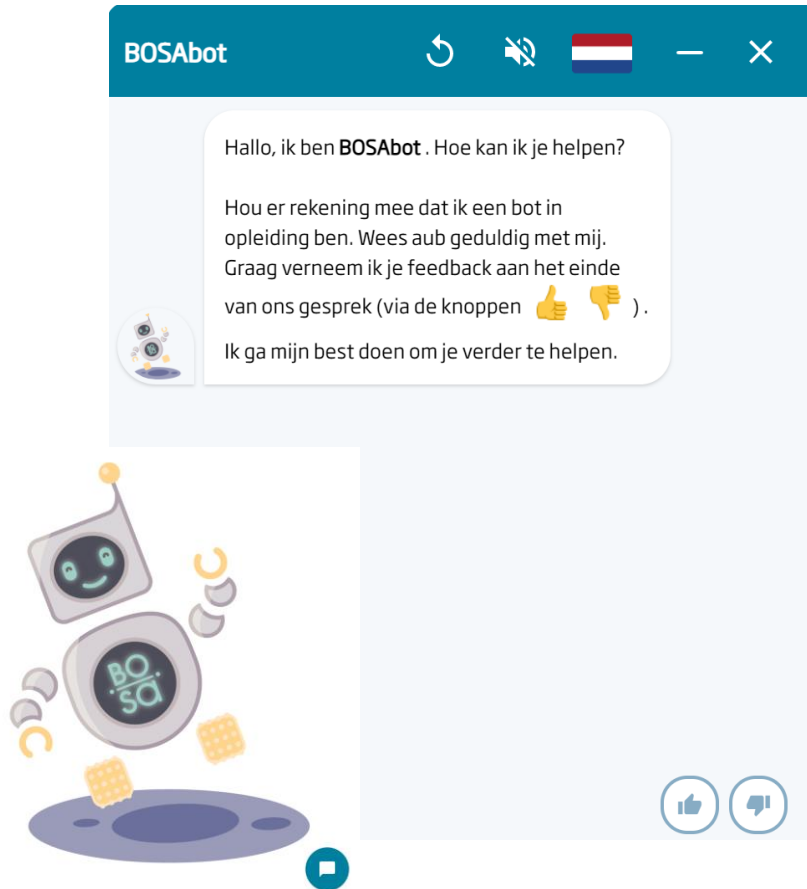 BOSAbot
Hallo, ik ben BOSAbot . Hoe kan ik je helpen?
Hou er rekening mee dat ik een bot in
opleiding ben. Wees aub geduldig met mij.
Graag verneem ik je feedback aan het einde
van ons gesprek (via de knoppen 👍 👎 ) .
Ik ga mijn best doen om je verder te helpen.
BO
sa